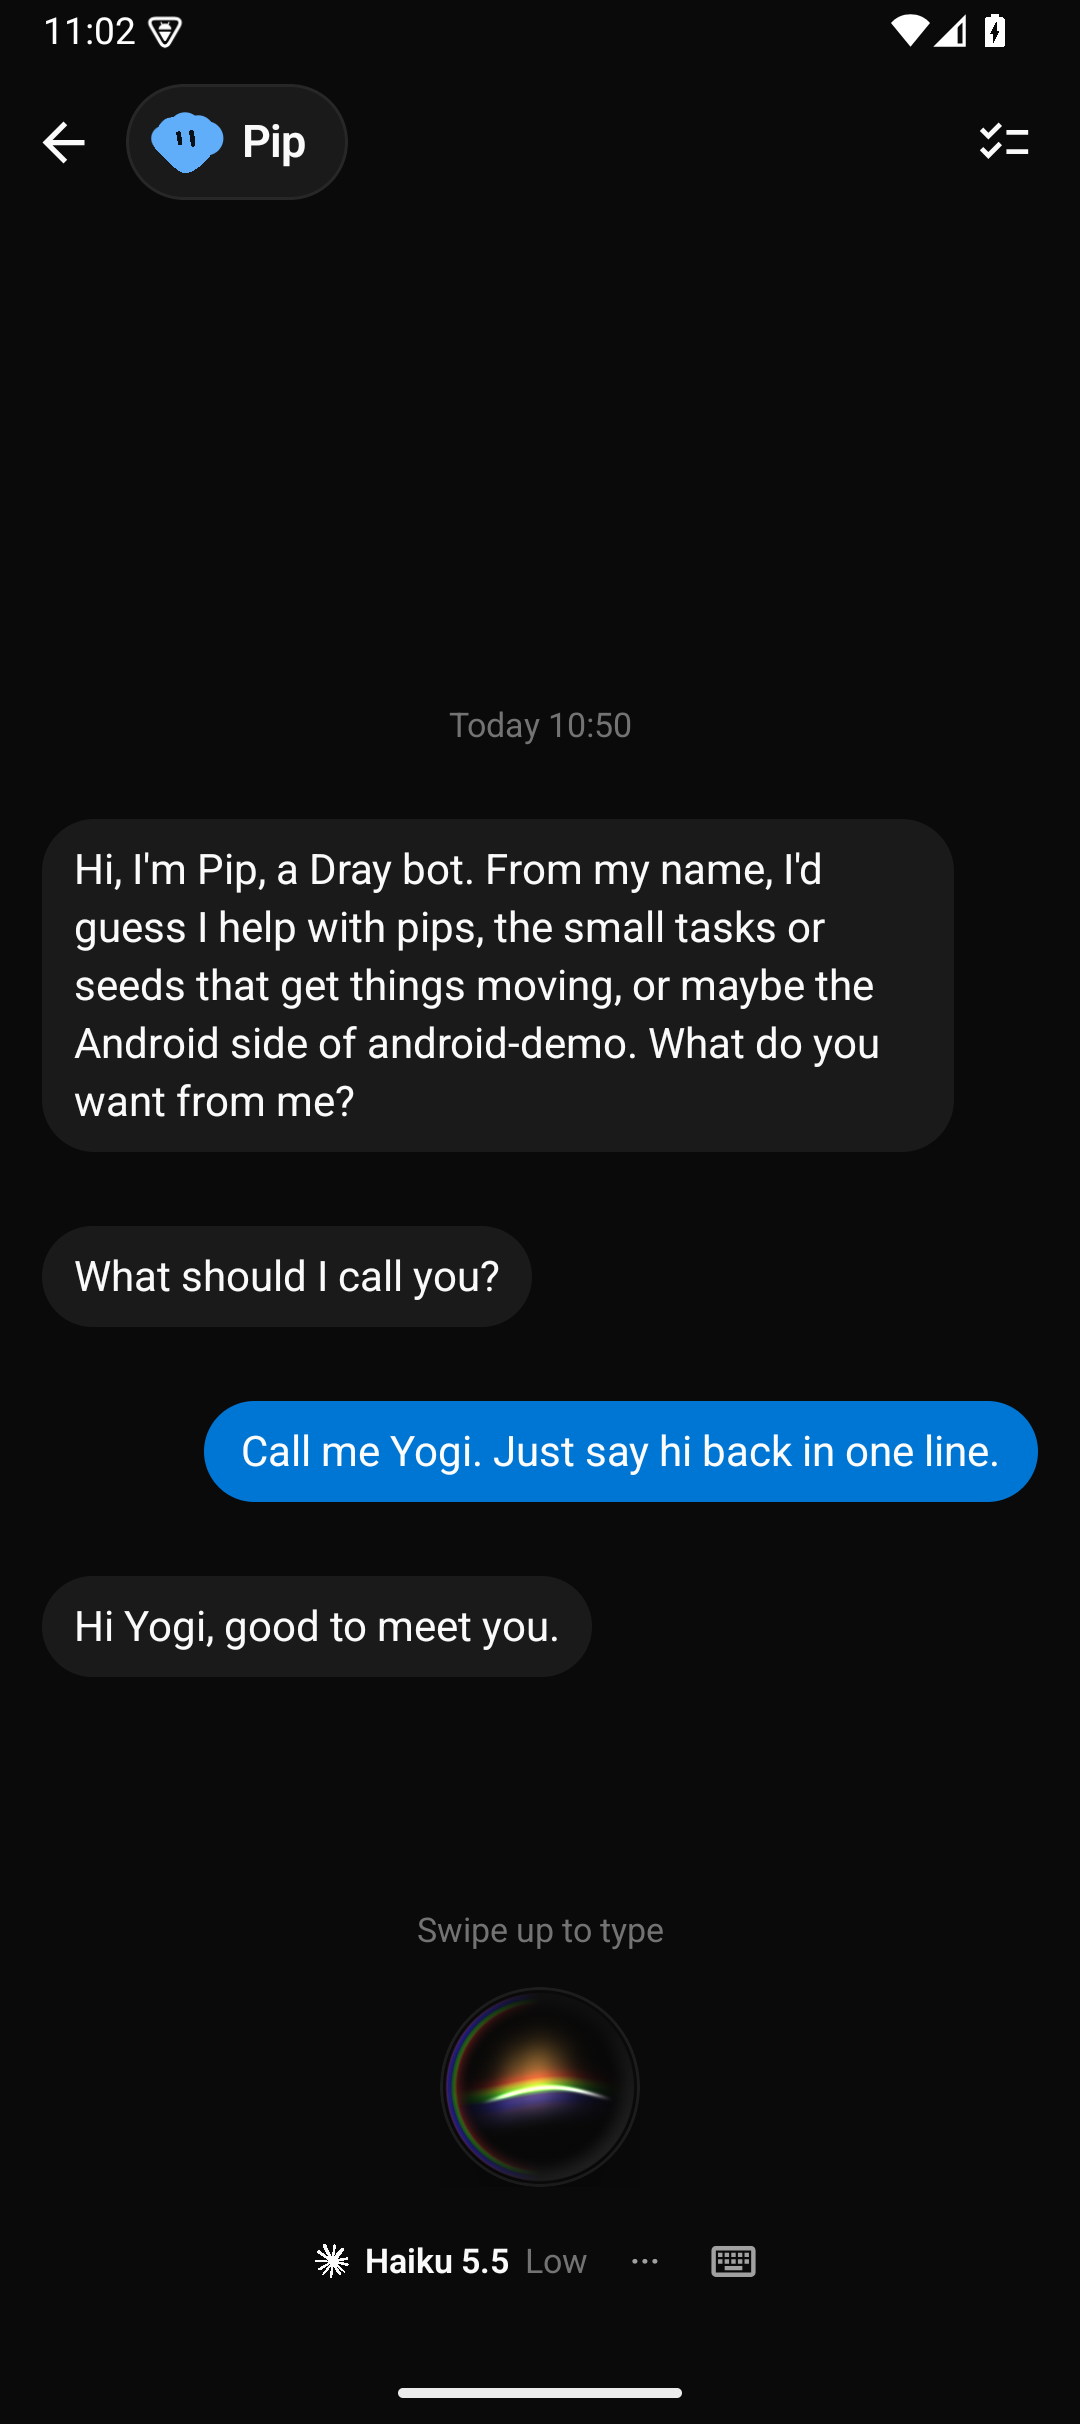 11:02
Pip
Today 10:50
Hi, I'm Pip, a Dray bot. From my name, I'd
guess I help with pips, the small tasks or
seeds that get things moving, or maybe the
Android side of android-demo. What do you
want from me?
What should I call you?
Call me Yogi. Just say hi back in one line.
Hi Yogi, good to meet you.
Swipe up to type
Haiku 5.5 Low